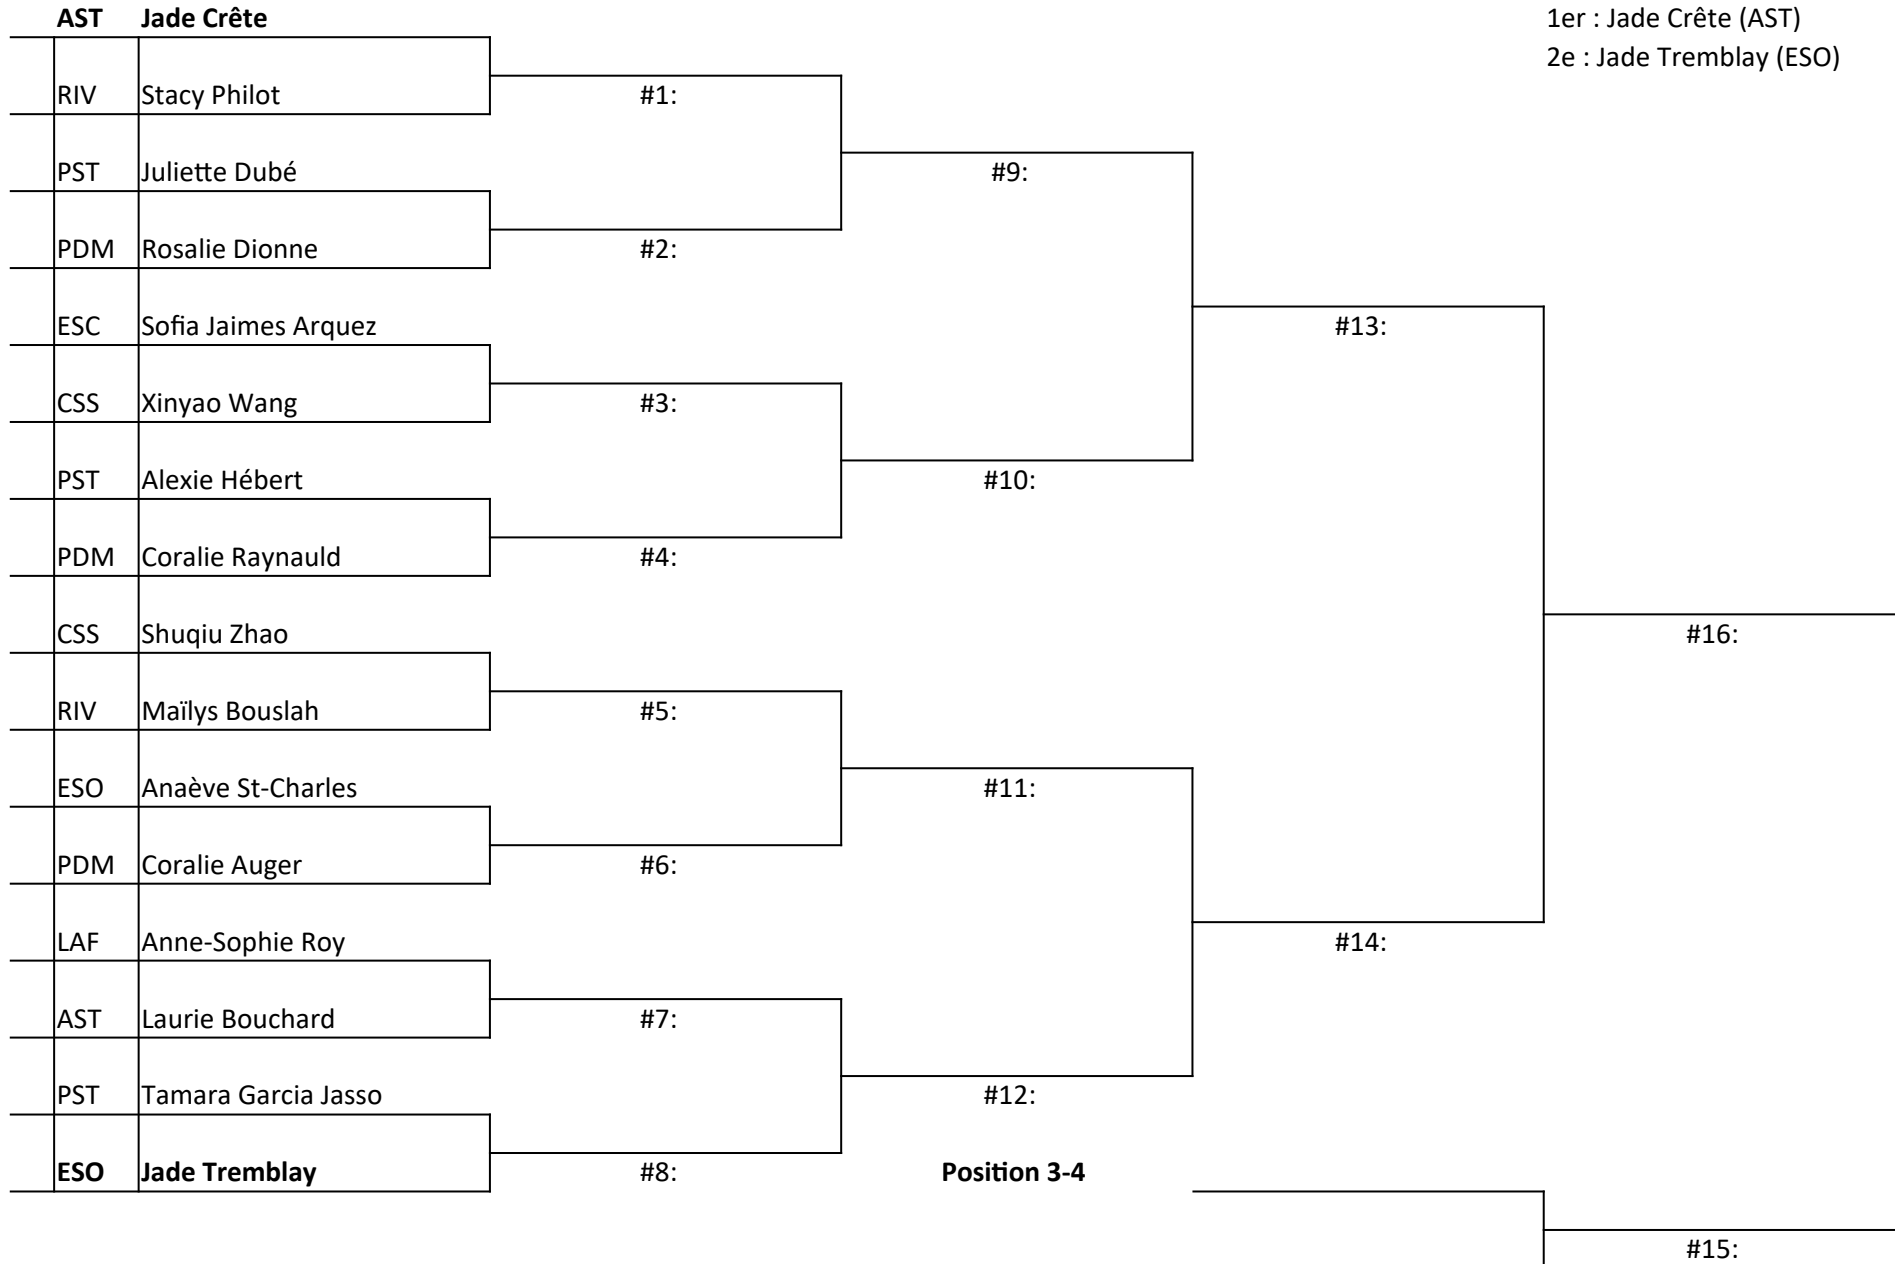 AST Jade Crête
1er : Jade Crête (AST)
2e : Jade Tremblay (ESO)
RIV Stacy Philot #1:
PST Juliette Dubé #9:
PDM Rosalie Dionne #2:
ESC Sofia Jaimes Arquez #13:
CSS Xinyao Wang #3:
PST Alexie Hébert #10:
PDM Coralie Raynauld #4:
CSS Shuqiu Zhao #16:
RIV Maïlys Bouslah #5:
ESO Anaève St-Charles #11:
PDM Coralie Auger #6:
LAF Anne-Sophie Roy #14:
AST Laurie Bouchard #7:
PST Tamara Garcia Jasso #12:
ESO Jade Tremblay #8: Position 3-4
#15: